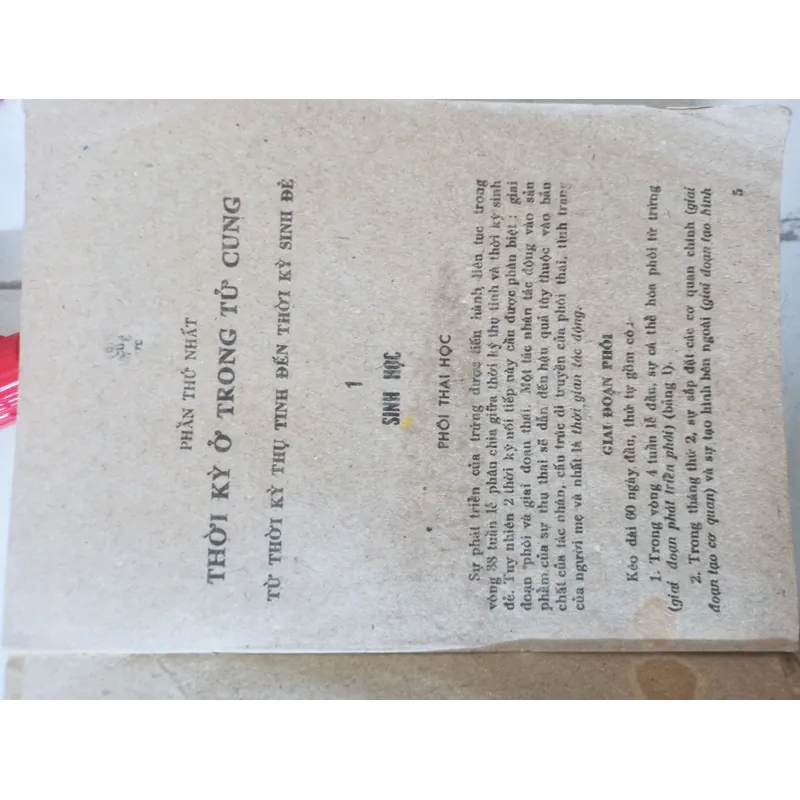 PHẦN THỨ NHẤT
THỜI KỲ Ở TRONG TỬ CUNG
TỪ THỜI KỲ THỤ TINH ĐẾN THỜI KỲ SINH ĐẺ
1
SINH HỌC
PHÔI THAI HỌC
Sự phát triển của trứng được tiến hành liên tục trong
vòng 38 tuần lễ phân chia giữa thời kỳ thụ tinh và thời kỳ sinh
đẻ. Tuy nhiên 2 thời kỳ nối tiếp này cần được phân biệt : giai
đoạn phôi và giai đoạn thai. Một tác nhân tác động vào sản
phẩm của sự thụ thai sẽ dẫn đến hậu quả tùy thuộc vào bản
chất của tác nhân, cấu trúc di truyền của phôi thai, tình trạng
của người mẹ và nhất là thời gian tác động.
GIAI ĐOẠN PHÔI
Kéo dài 60 ngày đầu, thứ tự gồm có :
1. Trong vòng 4 tuần lễ đầu, sự cá thể hóa phôi từ trứng
(giai đoạn phát triển phôi) (bảng 1).
2. Trong tháng thứ 2, sự sắp đặt các cơ quan chính (giai
đoạn tạo cơ quan) và sự tạo hình bên ngoài (giai đoạn tạo hình
5